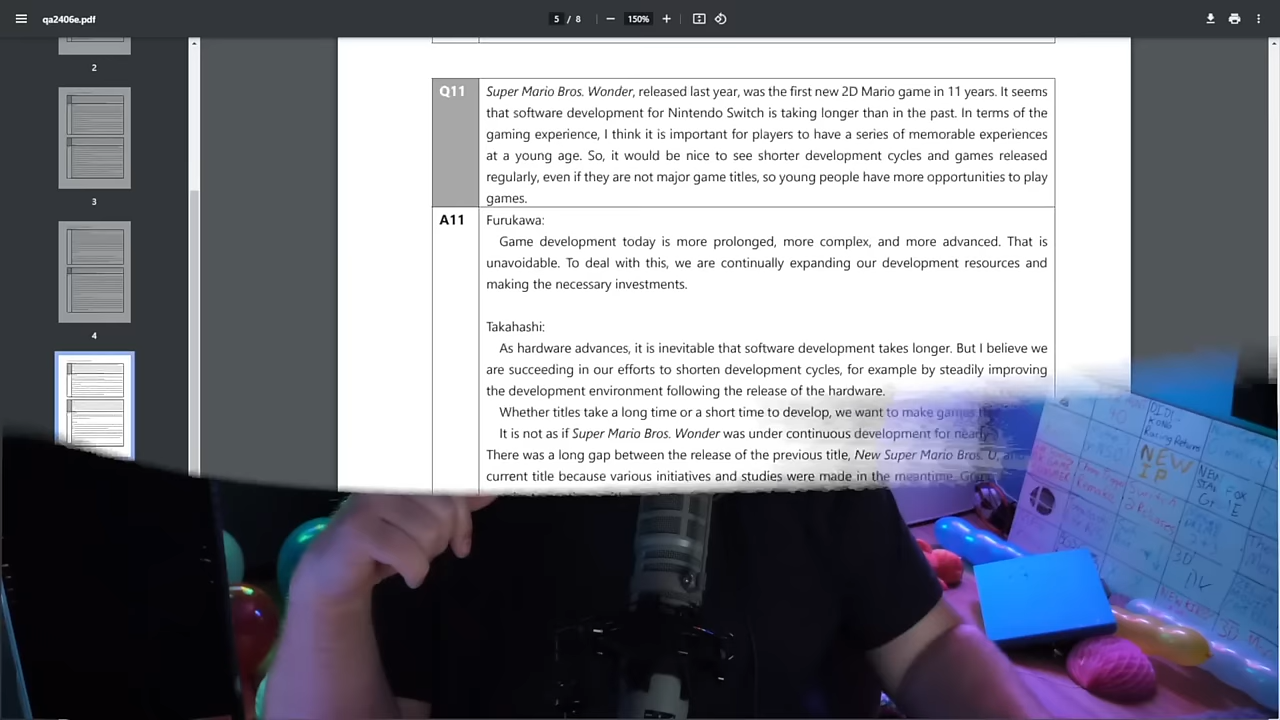 qa2406e.pdf
5 / 8
150%
2
3
4
Q11
Super Mario Bros. Wonder, released last year, was the first new 2D Mario game in 11 years. It seems
that software development for Nintendo Switch is taking longer than in the past. In terms of the
gaming experience, I think it is important for players to have a series of memorable experiences
at a young age. So, it would be nice to see shorter development cycles and games released
regularly, even if they are not major game titles, so young people have more opportunities to play
games.
A11
Furukawa:
Game development today is more prolonged, more complex, and more advanced. That is
unavoidable. To deal with this, we are continually expanding our development resources and
making the necessary investments.
Takahashi:
As hardware advances, it is inevitable that software development takes longer. But I believe we
are succeeding in our efforts to shorten development cycles, for example by steadily improving
the development environment following the release of the hardware.
Whether titles take a long time or a short time to develop, we want to make games
It is not as if Super Mario Bros. Wonder was under continuous development for nearly
There was a long gap between the release of the previous title, New Super Mario Bros. U, and
current title because various initiatives and studies were made in the meantime.
DIDI-
KONG
Racing Returns
NEW
IP
NEW
STAR
FOX
3D